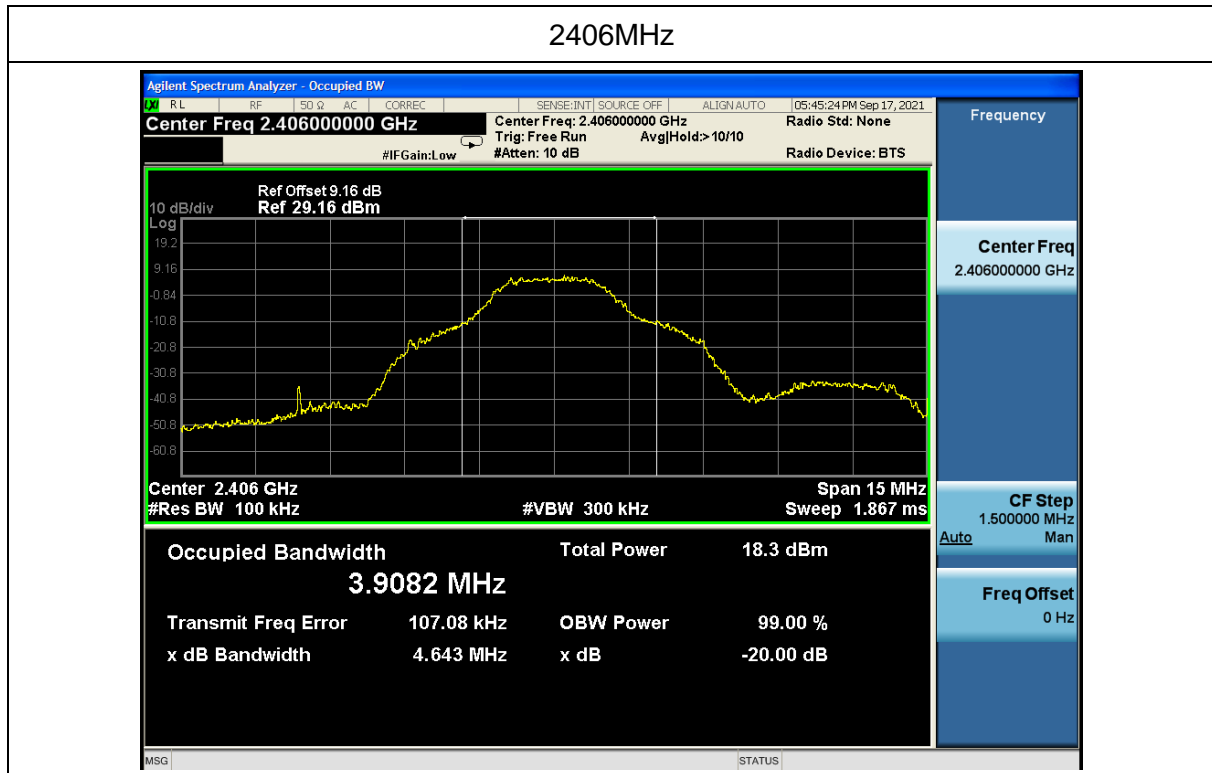 2406MHz
Agilent Spectrum Analyzer - Occupied BW
LXI RL RF 50 Ω AC CORREC SENSE:INT SOURCE OFF ALIGN AUTO 05:45:24 PM Sep 17, 2021
Center Freq 2.406000000 GHz
Center Freq: 2.406000000 GHz
Radio Std: None
Trig: Free Run Avg|Hold:>10/10
#IFGain:Low
#Atten: 10 dB
Radio Device: BTS
Ref Offset 9.16 dB
10 dB/div Ref 29.16 dBm
Log
19.2
9.16
-0.84
-10.8
-20.8
-30.8
-40.8
-50.8
-60.8
Center 2.406 GHz Span 15 MHz
#Res BW 100 kHz #VBW 300 kHz Sweep 1.867 ms
Occupied Bandwidth Total Power 18.3 dBm
3.9082 MHz
Transmit Freq Error 107.08 kHz OBW Power 99.00 %
x dB Bandwidth 4.643 MHz x dB -20.00 dB
MSG STATUS
Frequency
Center Freq
2.406000000 GHz
CF Step
1.500000 MHz
Auto Man
Freq Offset
0 Hz